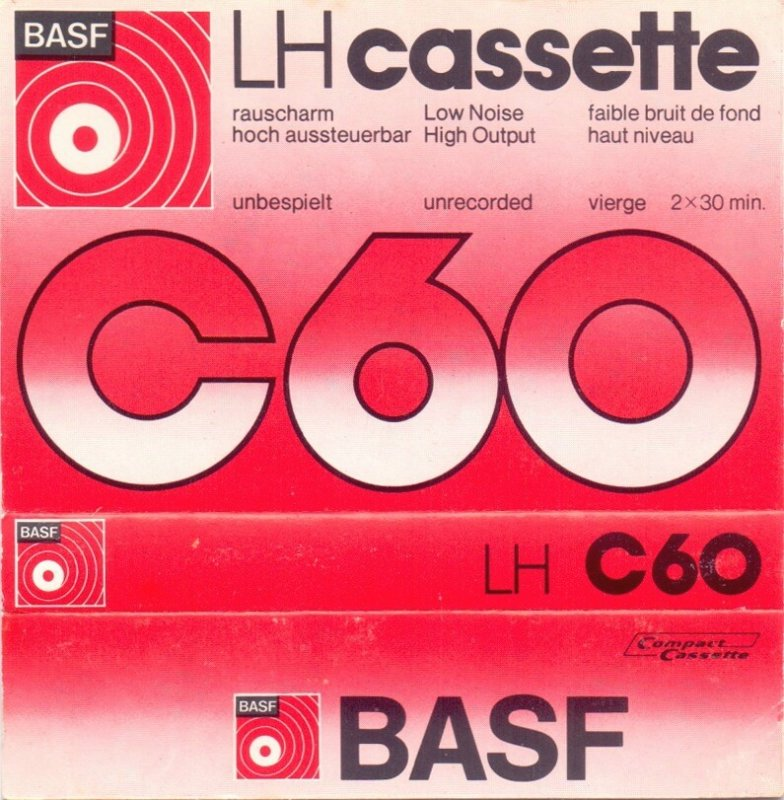 BASF
LH cassette
rauscharm Low Noise faible bruit de fond
hoch aussteuerbar High Output haut niveau
unbespielt unrecorded vierge 2×30 min.
C60
BASF
LH C60
Compact
Cassette
BASF
BASF